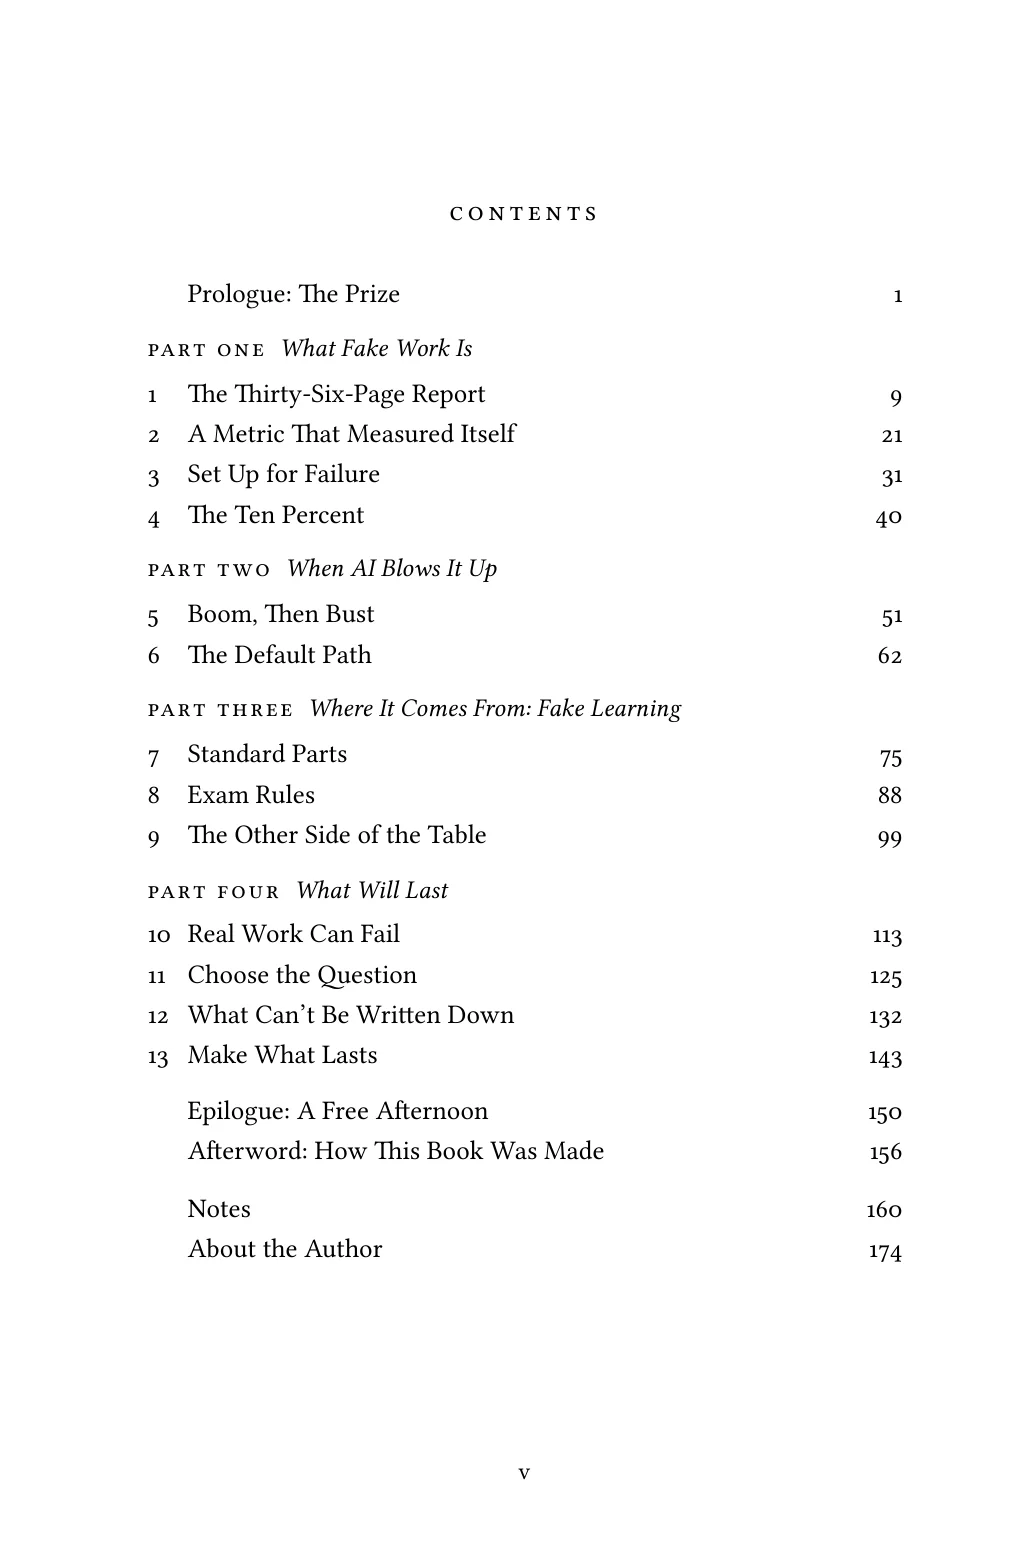 CONTENTS
Prologue: The Prize 1
PART ONE What Fake Work Is
1 The Thirty-Six-Page Report 9
2 A Metric That Measured Itself 21
3 Set Up for Failure 31
4 The Ten Percent 40
PART TWO When AI Blows It Up
5 Boom, Then Bust 51
6 The Default Path 62
PART THREE Where It Comes From: Fake Learning
7 Standard Parts 75
8 Exam Rules 88
9 The Other Side of the Table 99
PART FOUR What Will Last
10 Real Work Can Fail 113
11 Choose the Question 125
12 What Can’t Be Written Down 132
13 Make What Lasts 143
Epilogue: A Free Afternoon 150
Afterword: How This Book Was Made 156
Notes 160
About the Author 174
v